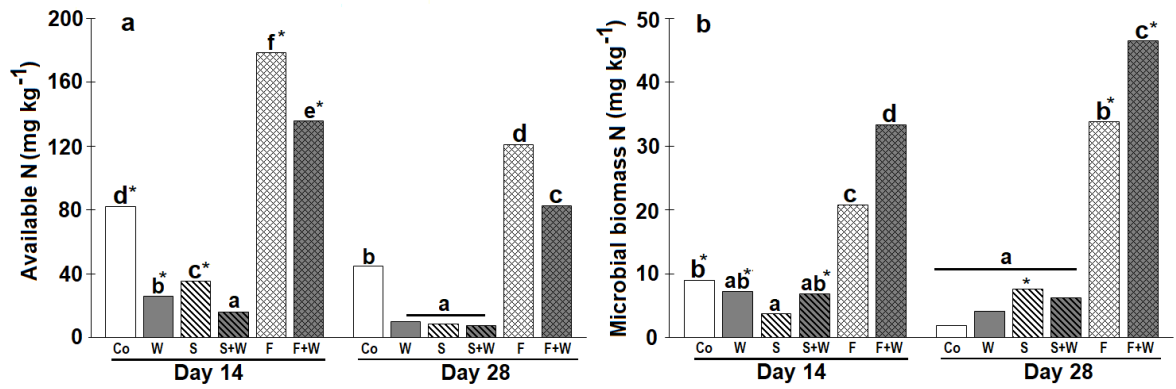 a
Available N (mg kg-1)
200
160
120
80
40
0
d*
b*
c*
a
f*
e*
b
a
d
c
Co W S S+W F F+W Co W S S+W F F+W
Day 14 Day 28
b
Microbial biomass N (mg kg-1)
50
40
30
20
10
0
b*
ab*
a
ab*
c
d
a
*
b*
c*
Co W S S+W F F+W Co W S S+W F F+W
Day 14 Day 28